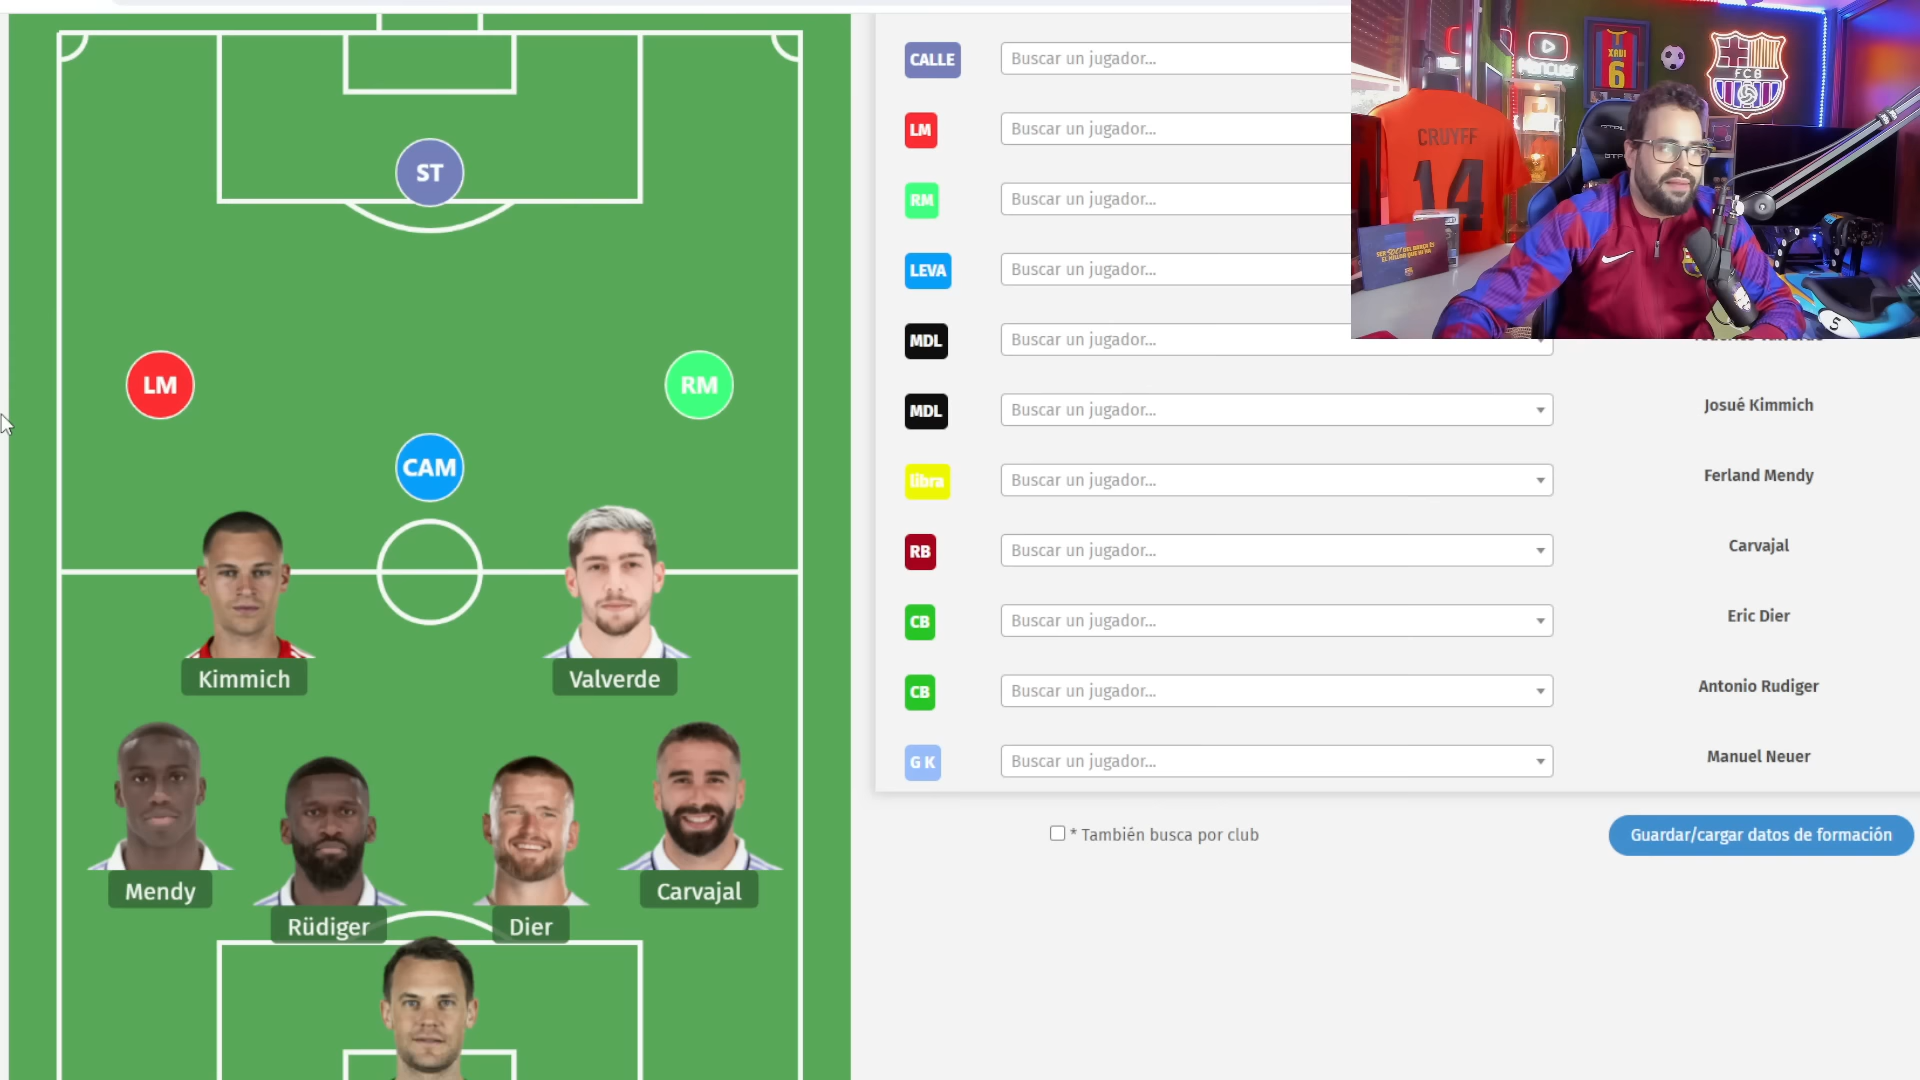 ST
LM
RM
CAM
Kimmich
Valverde
Mendy
Rüdiger
Dier
Carvajal
CALLE
Buscar un jugador...
LM
Buscar un jugador...
RM
Buscar un jugador...
LEVA
Buscar un jugador...
MDL
Buscar un jugador...
MDL
Buscar un jugador...
Josué Kimmich
libra
Buscar un jugador...
Ferland Mendy
RB
Buscar un jugador...
Carvajal
CB
Buscar un jugador...
Eric Dier
CB
Buscar un jugador...
Antonio Rudiger
G K
Buscar un jugador...
Manuel Neuer
* También busca por club
Guardar/cargar datos de formación
CRUYFF
14
XAVI
6
FCB
5